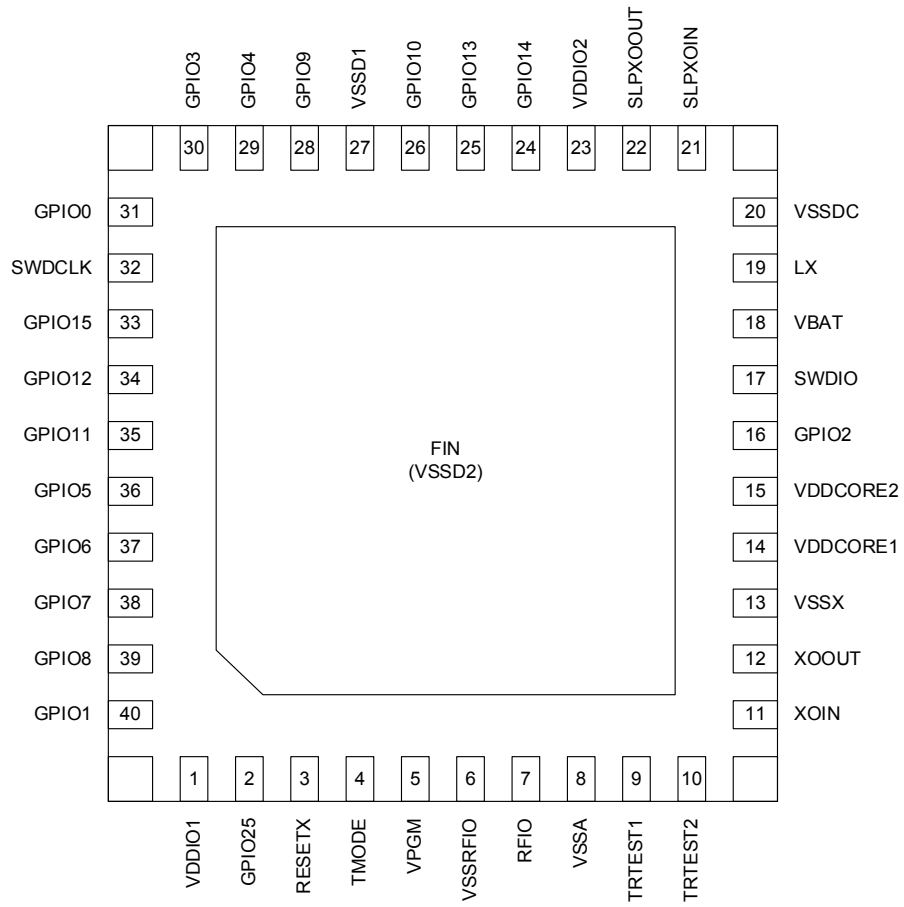 GPIO3
GPIO4
GPIO9
VSSD1
GPIO10
GPIO13
GPIO14
VDDIO2
SLPXOOUT
SLPXOIN
30 29 28 27 26 25 24 23 22 21
GPIO0 31
SWDCLK 32
GPIO15 33
GPIO12 34
GPIO11 35
GPIO5 36
GPIO6 37
GPIO7 38
GPIO8 39
GPIO1 40
FIN
(VSSD2)
20 VSSDC
19 LX
18 VBAT
17 SWDIO
16 GPIO2
15 VDDCORE2
14 VDDCORE1
13 VSSX
12 XOOUT
11 XOIN
1 2 3 4 5 6 7 8 9 10
VDDIO1
GPIO25
RESETX
TMODE
VPGM
VSSRFIO
RFIO
VSSA
TRTEST1
TRTEST2